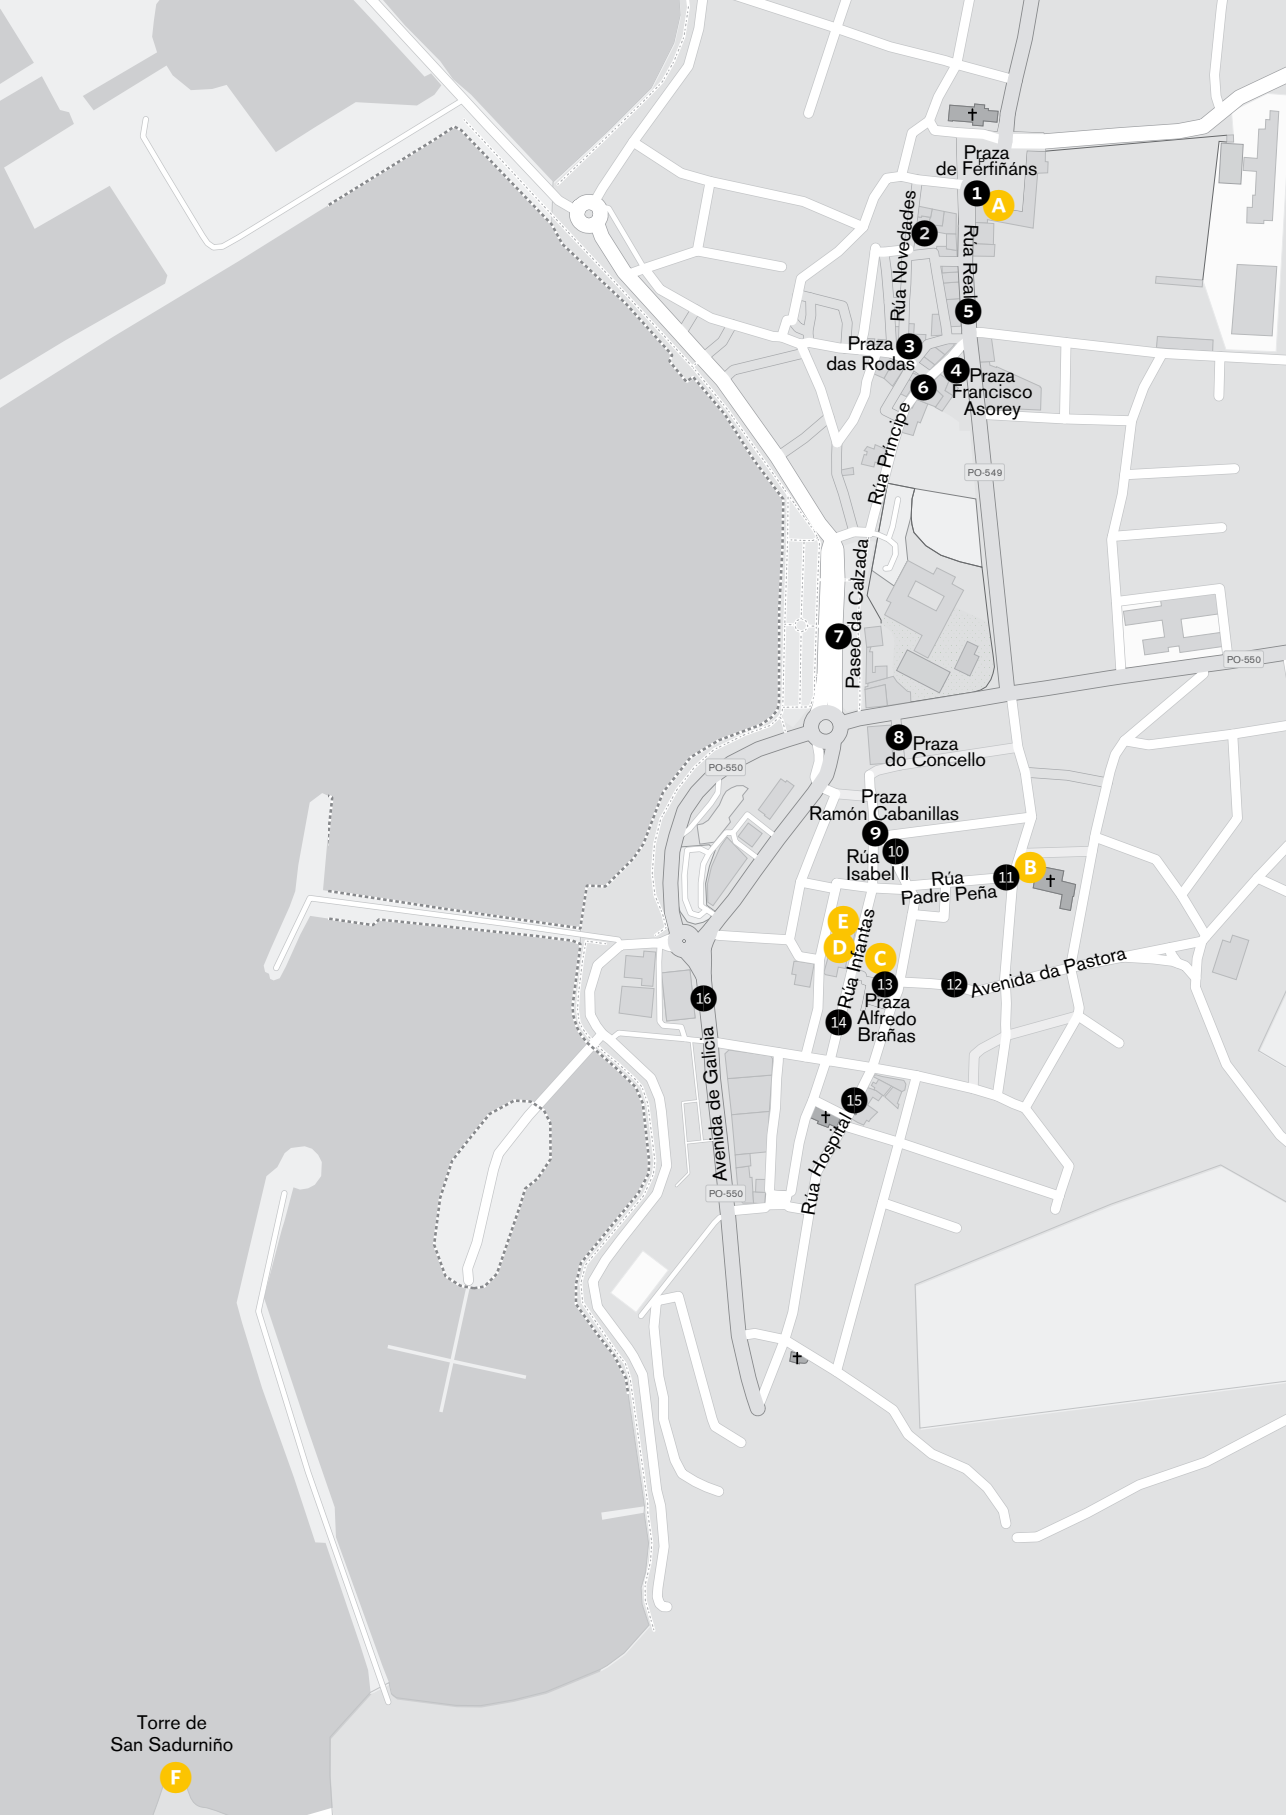 Praza
de Fefiñáns
1
A
Rúa Novedades
2
Rúa Real
5
Praza
das Rodas
3
4
Praza
Francisco
Asorey
6
Rúa Príncipe
PO-549
Paseo da Calzada
7
PO-550
8
Praza
do Concello
PO-550
Praza
Ramón Cabanillas
9
10
Rúa
Isabel II
Rúa
Padre Peña
11
B
E
D
C
Rúa Infantas
13
12
Avenida da Pastora
Praza
Alfredo
Brañas
14
16
Avenida de Galicia
15
Rúa Hospital
PO-550
Torre de
San Sadurniño
F